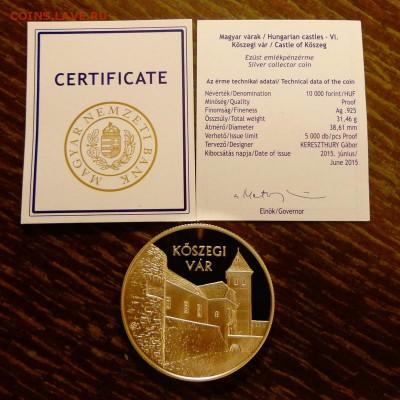 COINS.LAVE.RU
CERTIFICATE
MAGYAR NEMZETI BANK
Magyar várak / Hungarian castles - VI.
Kőszegi vár / Castle of Kőszeg
Ezüst emlékpénzérme
Silver collector coin
Az érme technikai adatai/ Technical data of the coin
Névérték/Denomination 10 000 forint/HUF
Minőség/Quality Proof
Finomság/Fineness Ag .925
Összsúly/Total weight 31,46 g
Átmérő/Diameter 38,61 mm
Verhető/Issue limit 5 000 db/pcs Proof
Tervező/Designer KERESZTHURY Gábor
Kibocsátás napja/Date of issue 2015. június/
June 2015
Elnök/Governor
KŐSZEGI
VÁR